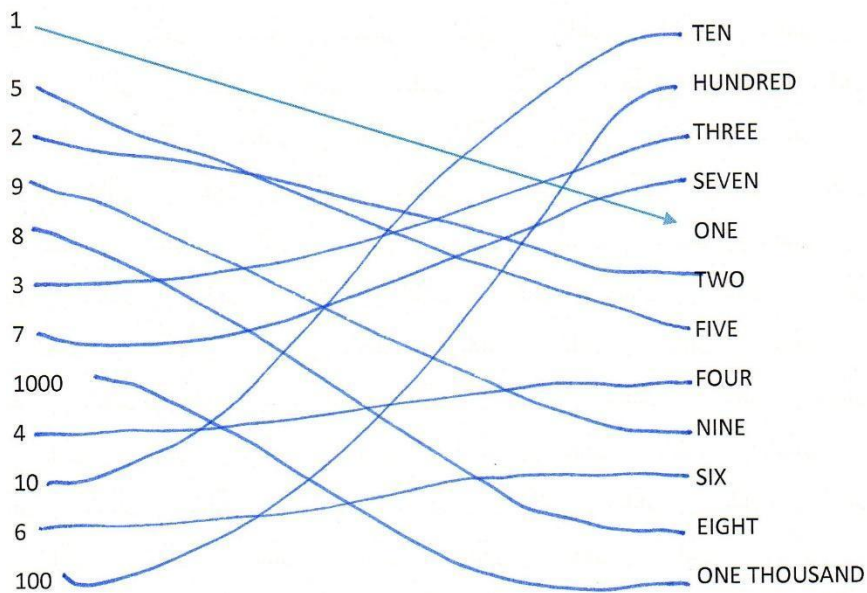 1
5
2
9
8
3
7
1000
4
10
6
100
TEN
HUNDRED
THREE
SEVEN
ONE
TWO
FIVE
FOUR
NINE
SIX
EIGHT
ONE THOUSAND